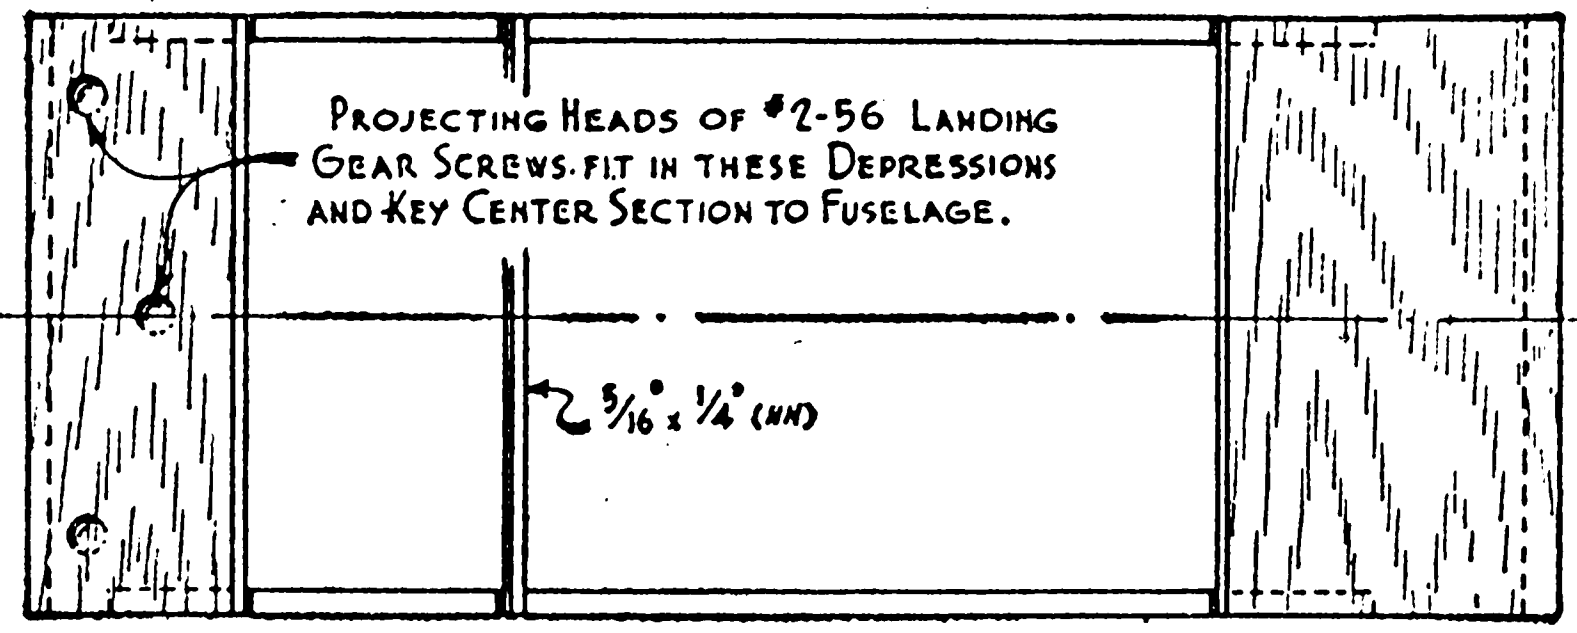 PROJECTING HEADS OF #2-56 LANDING
GEAR SCREWS FIT IN THESE DEPRESSIONS
AND KEY CENTER SECTION TO FUSELAGE.
5/16" x 1/4" (HH)